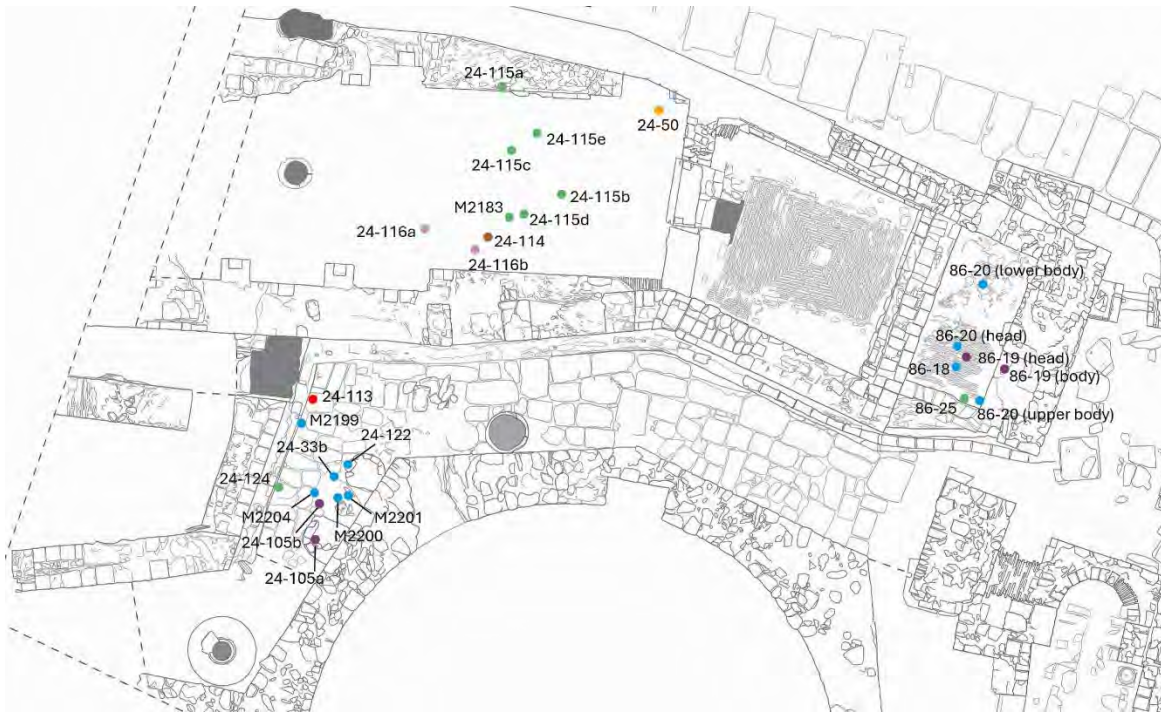 24-115a
24-50
24-115e
24-115c
24-115b
M2183
24-115d
24-116a
24-114
24-116b
86-20 (lower body)
86-20 (head)
86-19 (head)
86-18
86-19 (body)
86-25
86-20 (upper body)
24-113
M2199
24-122
24-33b
24-124
M2204
M2201
24-105b
M2200
24-105a